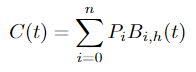 C(t) = \sum_{i=0}^{n} P_i B_{i,h}(t)